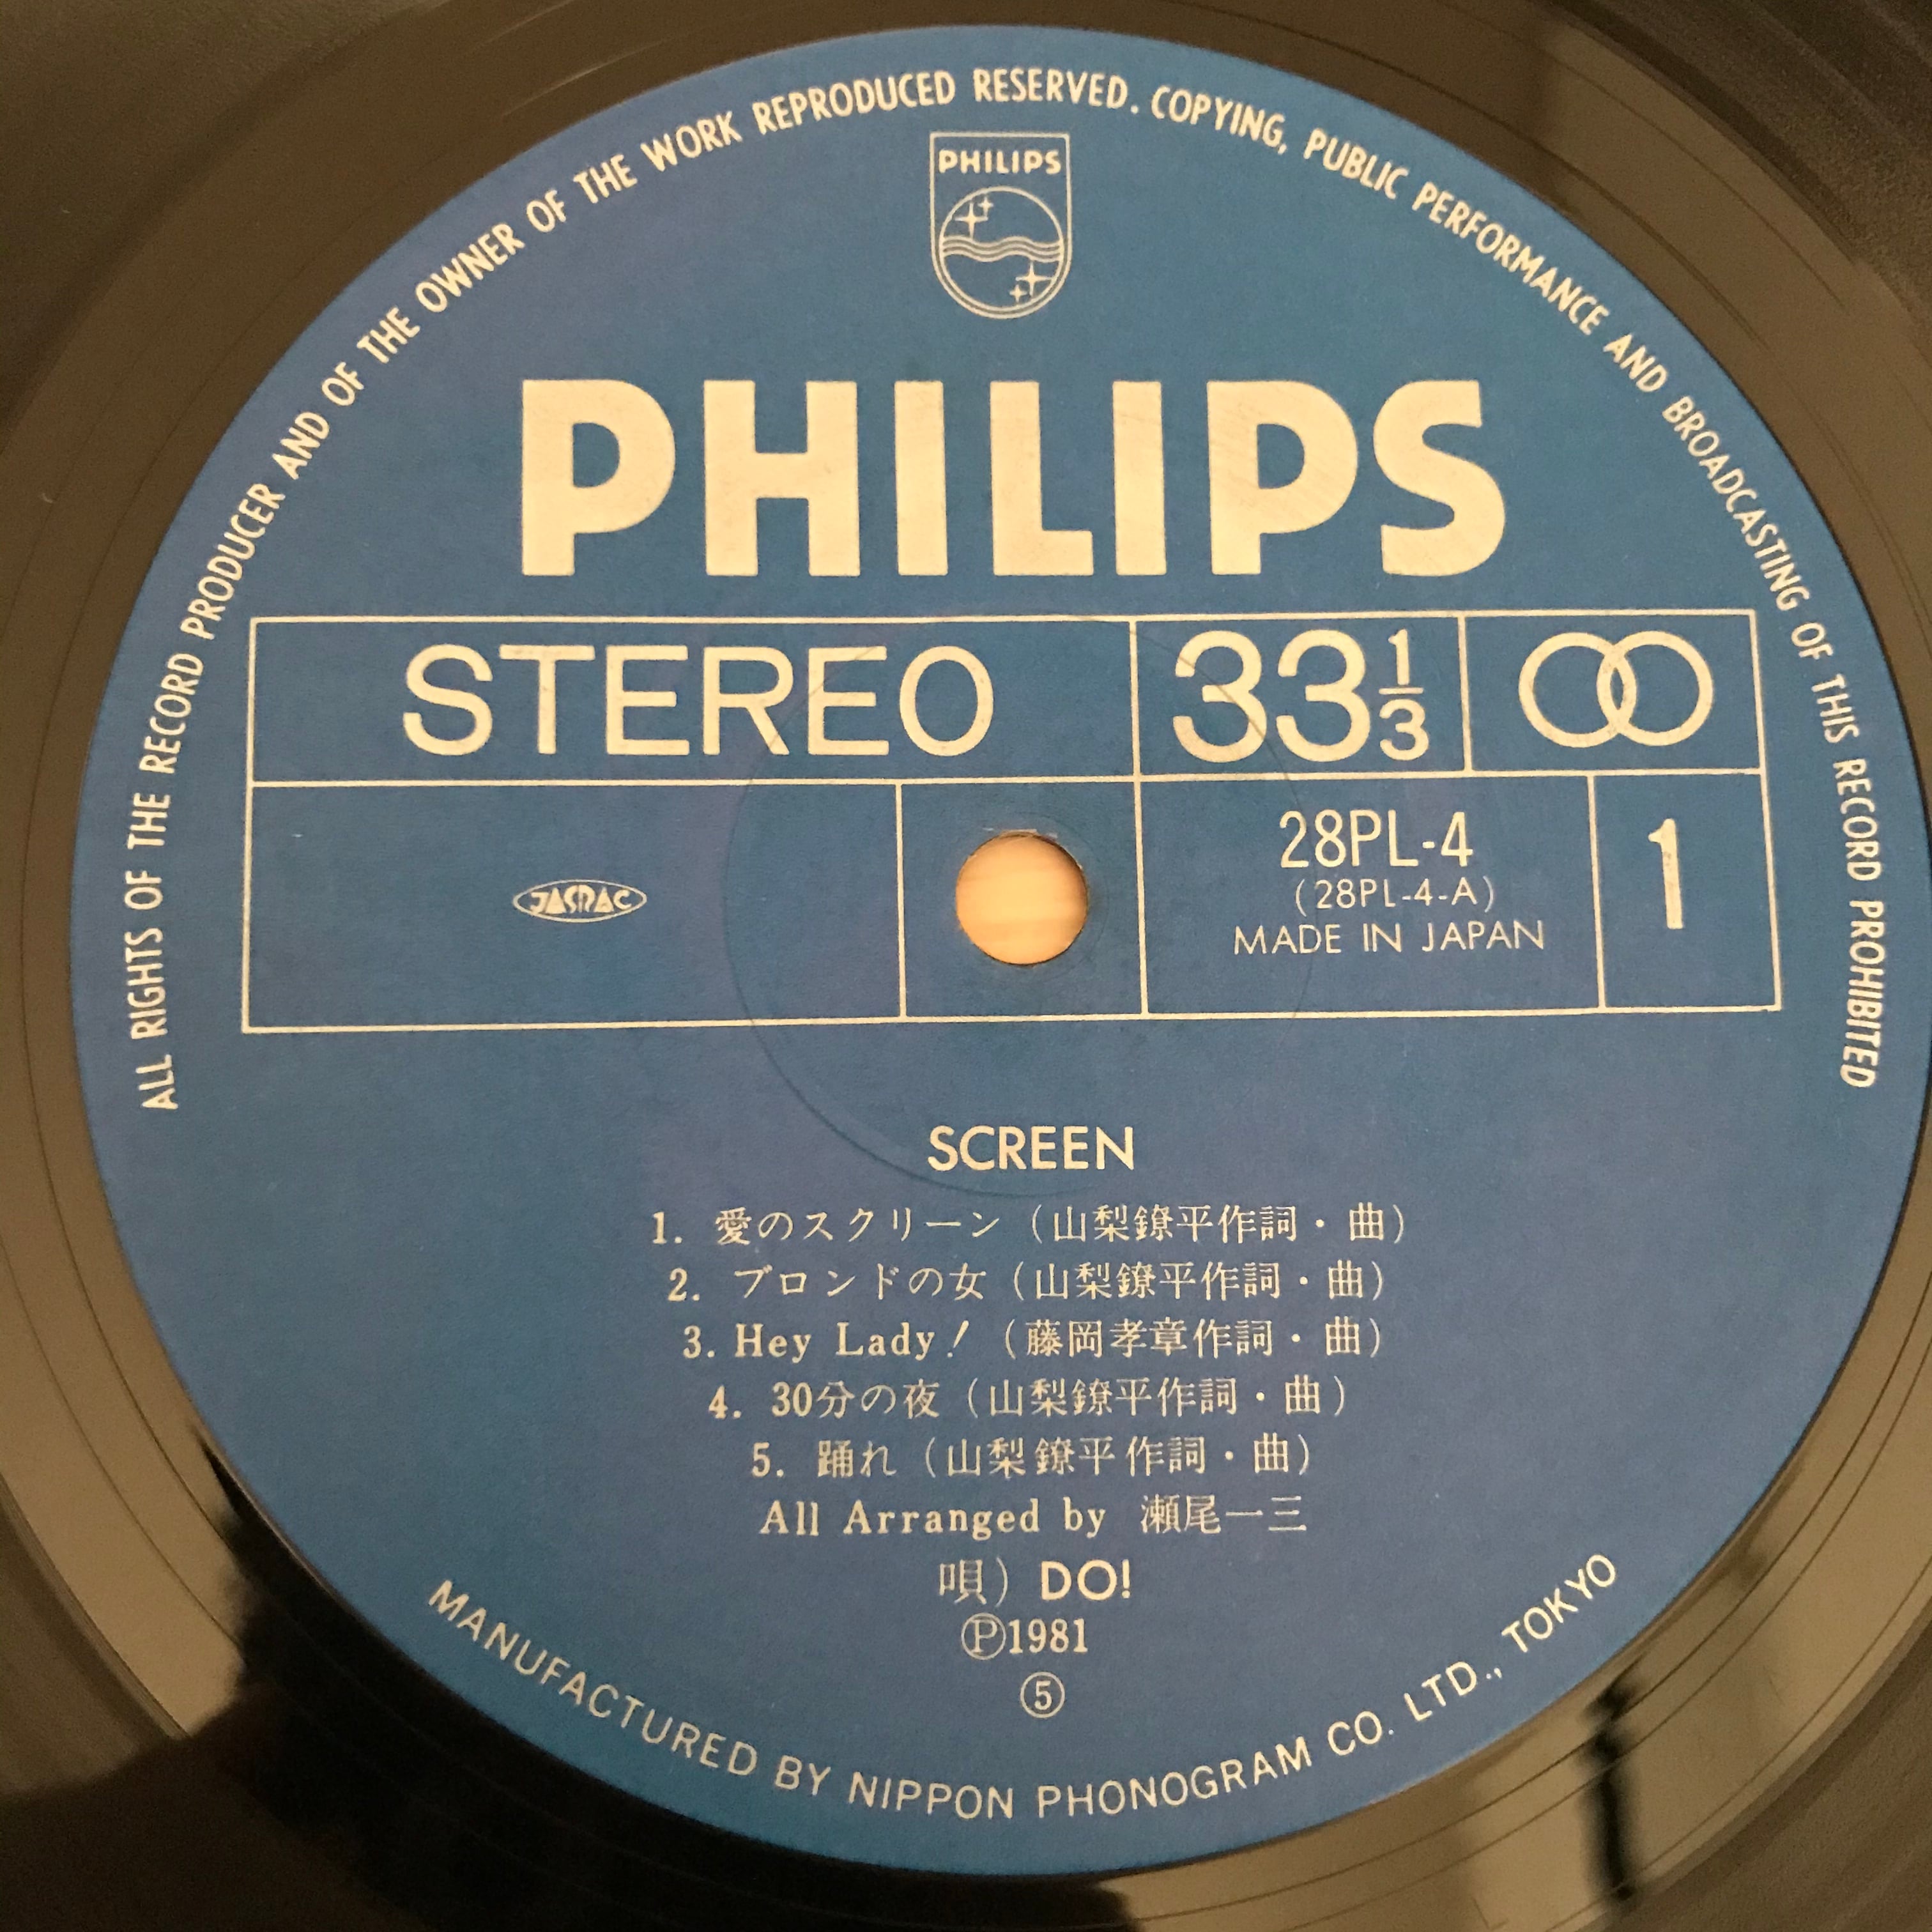 ALL RIGHTS OF THE RECORD PRODUCER AND OF THE OWNER OF THE WORK REPRODUCED RESERVED. COPYING, PUBLIC PERFORMANCE AND BROADCASTING OF THIS RECORD PROHIBITED
PHILIPS
PHILIPS
STEREO
33 1/3
JASRAC
28PL-4
(28PL-4-A)
MADE IN JAPAN
1
SCREEN
1. 愛のスクリーン（山梨鐐平作詞・曲）
2. ブロンドの女（山梨鐐平作詞・曲）
3. Hey Lady!（藤岡孝章作詞・曲）
4. 30分の夜（山梨鐐平作詞・曲）
5. 踊れ（山梨鐐平作詞・曲）
All Arranged by 瀬尾一三
唄）DO!
Ⓟ1981
⑤
MANUFACTURED BY NIPPON PHONOGRAM CO. LTD., TOKYO